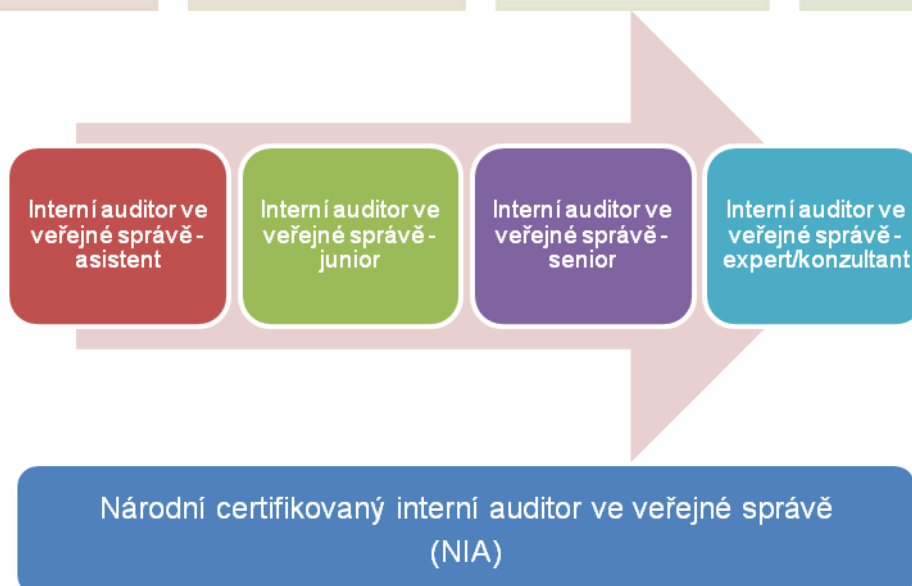 Interní auditor ve
veřejné správě -
asistent
Interní auditor ve
veřejné správě -
junior
Interní auditor ve
veřejné správě -
senior
Interní auditor ve
veřejné správě -
expert/konzultant
Národní certifikovaný interní auditor ve veřejné správě
(NIA)